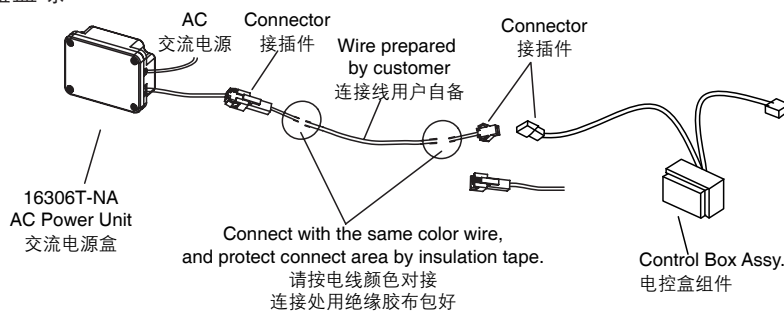 AC
交流电源
Connector
接插件
Wire prepared
by customer
连接线用户自备
Connector
接插件
16306T-NA
AC Power Unit
交流电源盒
Connect with the same color wire,
and protect connect area by insulation tape.
请按电线颜色对接
连接处用绝缘胶布包好
Control Box Assy.
电控盒组件